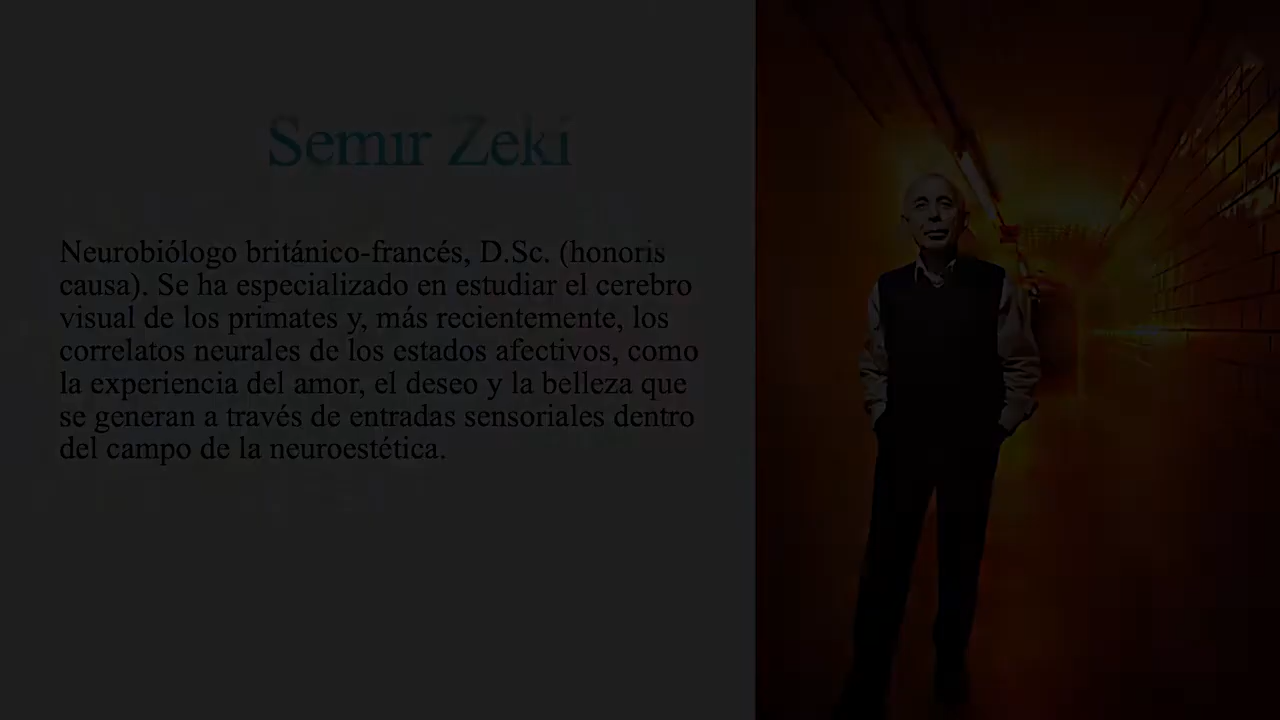 Semir Zeki
Neurobiólogo británico-francés, D.Sc. (honoris
causa). Se ha especializado en estudiar el cerebro
visual de los primates y, más recientemente, los
correlatos neurales de los estados afectivos, como
la experiencia del amor, el deseo y la belleza que
se generan a través de entradas sensoriales dentro
del campo de la neuroestética.